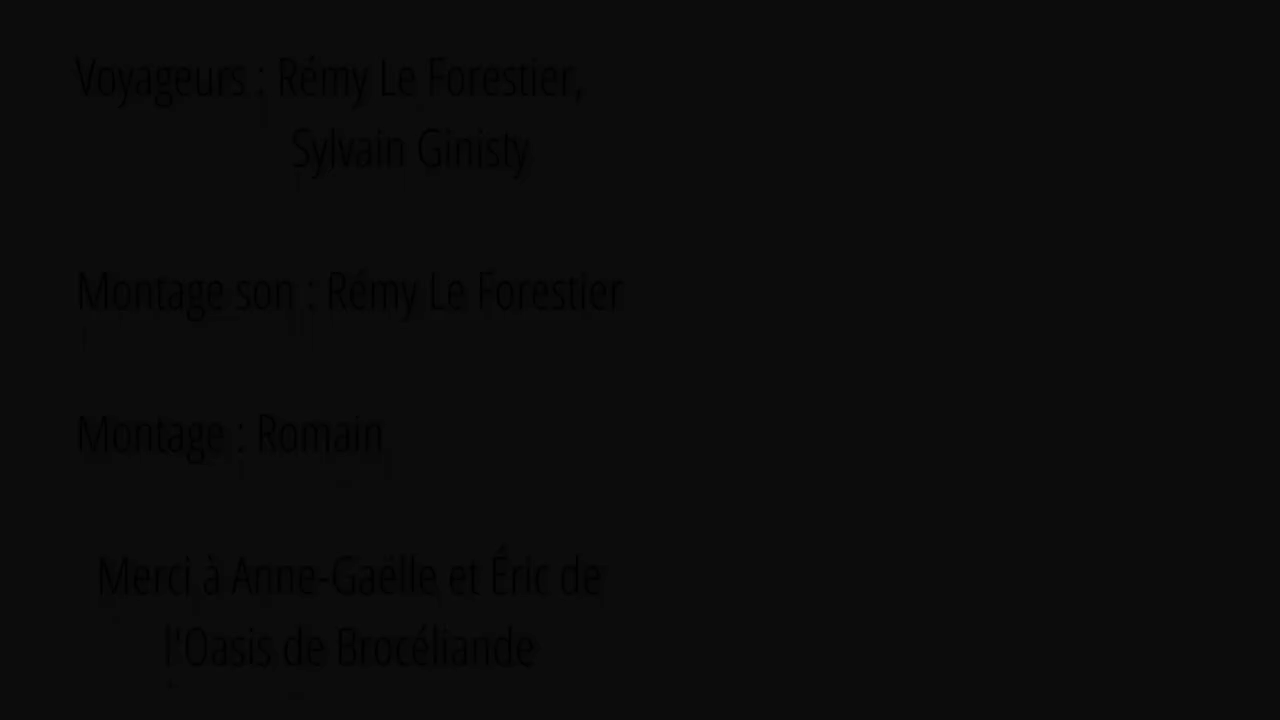 Voyageurs : Rémy Le Forestier,
Sylvain Ginisty
Montage son : Rémy Le Forestier
Montage : Romain
Merci à Anne-Gaëlle et Éric de
l'Oasis de Brocéliande